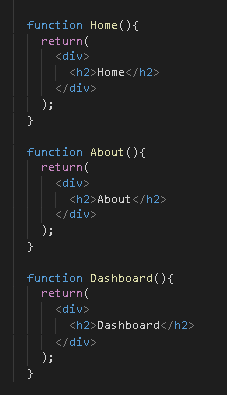 function Home(){
  return(
    <div>
      <h2>Home</h2>
    </div>
  );
}

function About(){
  return(
    <div>
      <h2>About</h2>
    </div>
  );
}

function Dashboard(){
  return(
    <div>
      <h2>Dashboard</h2>
    </div>
  );
}